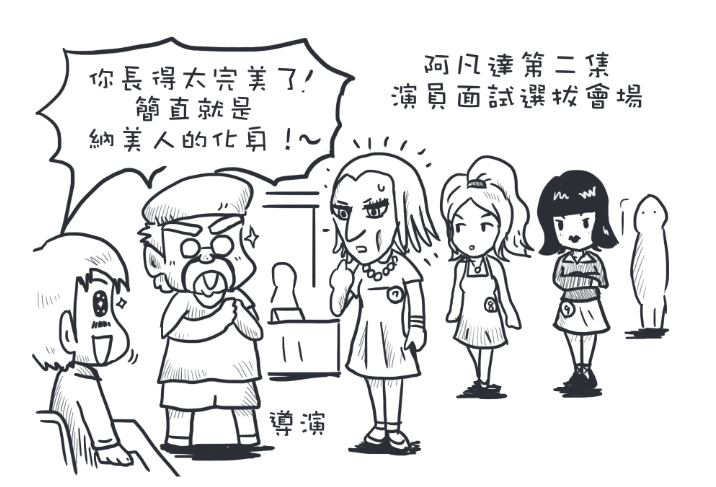 阿凡達第二集
演員面試選拔會場
你長得太完美了!
簡直就是
納美人的化身!~
導演